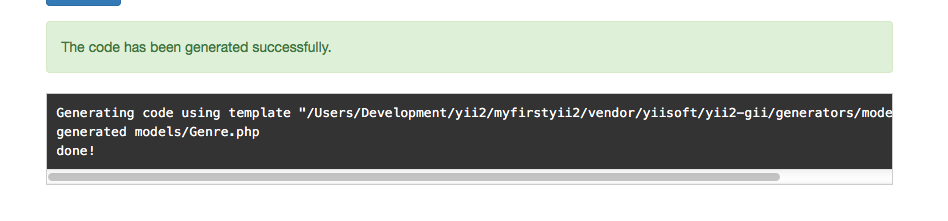 The code has been generated successfully.
Generating code using template "/Users/Development/yii2/myfirstyii2/vendor/yiisoft/yii2-gii/generators/mode
generated models/Genre.php
done!